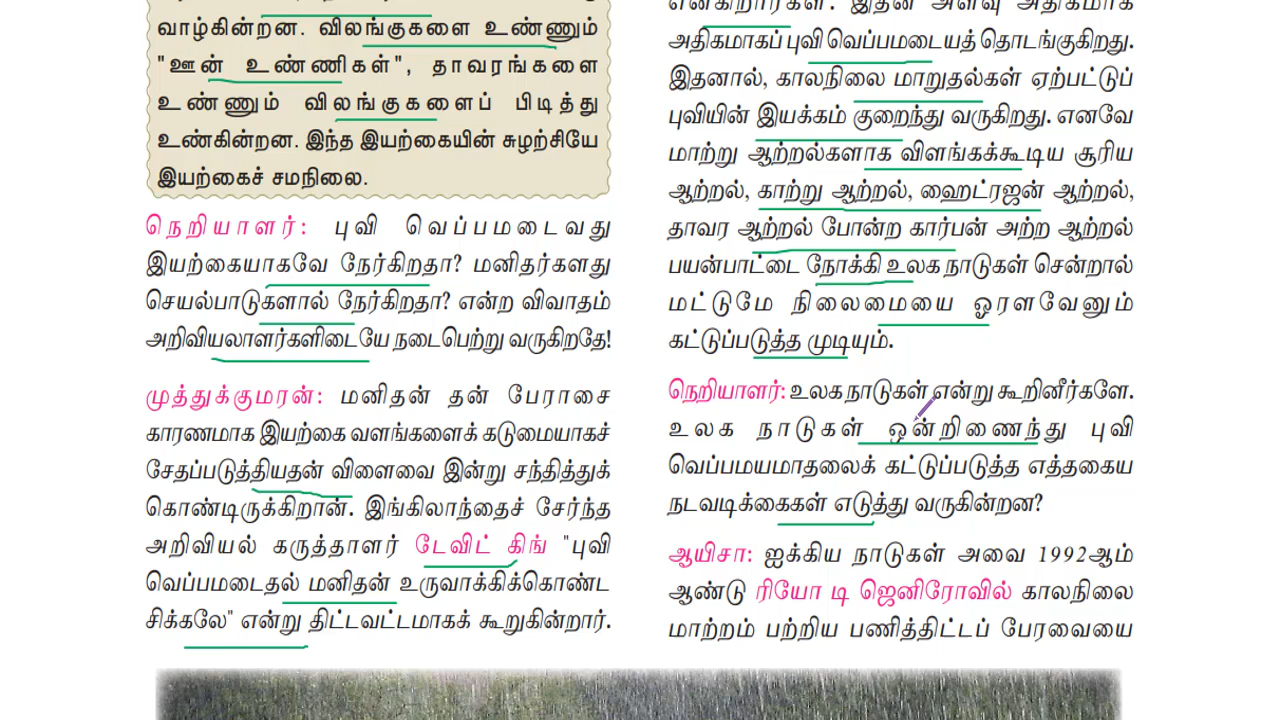 வாழ்கின்றன. விலங்குகளை உண்ணும்
"ஊன் உண்ணிகள்", தாவரங்களை
உண்ணும் விலங்குகளைப் பிடித்து
உண்கின்றன. இந்த இயற்கையின் சுழற்சியே
இயற்கைச் சமநிலை.
நெறியாளர்: புவி வெப்பமடைவது
இயற்கையாகவே நேர்கிறதா? மனிதர்களது
செயல்பாடுகளால் நேர்கிறதா? என்ற விவாதம்
அறிவியலாளர்களிடையே நடைபெற்று வருகிறதே!
முத்துக்குமரன்: மனிதன் தன் பேராசை
காரணமாக இயற்கை வளங்களைக் கடுமையாகச்
சேதப்படுத்தியதன் விளைவை இன்று சந்தித்துக்
கொண்டிருக்கிறான். இங்கிலாந்தைச் சேர்ந்த
அறிவியல் கருத்தாளர் டேவிட் கிங் "புவி
வெப்பமடைதல் மனிதன் உருவாக்கிக்கொண்ட
சிக்கலே" என்று திட்டவட்டமாகக் கூறுகின்றார்.
என்கிறார்கள். இதன் அளவு அதிகமாக
அதிகமாகப் புவி வெப்பமடையத் தொடங்குகிறது.
இதனால், காலநிலை மாறுதல்கள் ஏற்பட்டுப்
புவியின் இயக்கம் குறைந்து வருகிறது. எனவே
மாற்று ஆற்றல்களாக விளங்கக்கூடிய சூரிய
ஆற்றல், காற்று ஆற்றல், ஹைட்ரஜன் ஆற்றல்,
தாவர ஆற்றல் போன்ற கார்பன் அற்ற ஆற்றல்
பயன்பாட்டை நோக்கி உலக நாடுகள் சென்றால்
மட்டுமே நிலைமையை ஓரளவேனும்
கட்டுப்படுத்த முடியும்.
நெறியாளர்: உலக நாடுகள் என்று கூறினீர்களே.
உலக நாடுகள் ஒன்றிணைந்து புவி
வெப்பமயமாதலைக் கட்டுப்படுத்த எத்தகைய
நடவடிக்கைகள் எடுத்து வருகின்றன?
ஆயிசா: ஐக்கிய நாடுகள் அவை 1992ஆம்
ஆண்டு ரியோ டி ஜெனிரோவில் காலநிலை
மாற்றம் பற்றிய பணித்திட்டப் பேரவையை